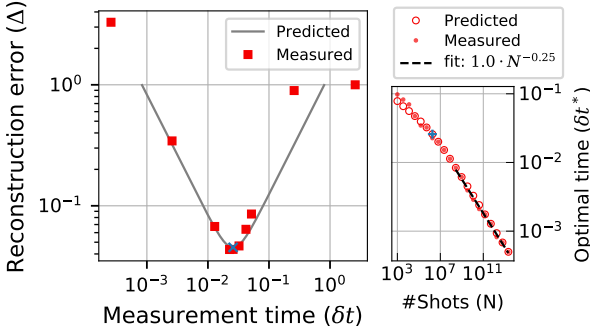 Reconstruction error (Δ)
10⁰
10⁻¹
Predicted
Measured
10⁻³
10⁻²
10⁻¹
10⁰
Measurement time (δt)
Predicted
Measured
fit: 1.0 · N⁻⁰·²⁵
10⁻¹
10⁻²
10⁻³
Optimal time (δt*)
10³
10⁷
10¹¹
#Shots (N)